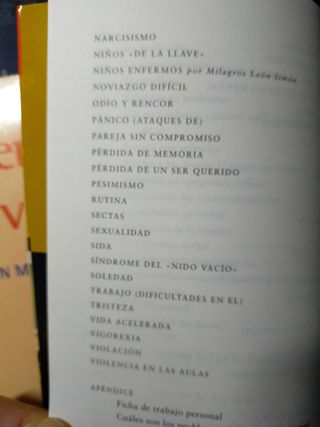 NARCISISMO
NIÑOS «DE LA LLAVE»
NIÑOS ENFERMOS por Milagros León Simón
NOVIAZGO DIFÍCIL
ODIO Y RENCOR
PÁNICO (ATAQUES DE)
PAREJA SIN COMPROMISO
PÉRDIDA DE MEMORIA
PÉRDIDA DE UN SER QUERIDO
PESIMISMO
RUTINA
SECTAS
SEXUALIDAD
SIDA
SÍNDROME DEL «NIDO VACÍO»
SOLEDAD
TRABAJO (DIFICULTADES EN EL)
TRISTEZA
VIDA ACELERADA
VIGOREXIA
VIOLACIÓN
VIOLENCIA EN LAS AULAS
APÉNDICE
Ficha de trabajo personal
Cuáles son los